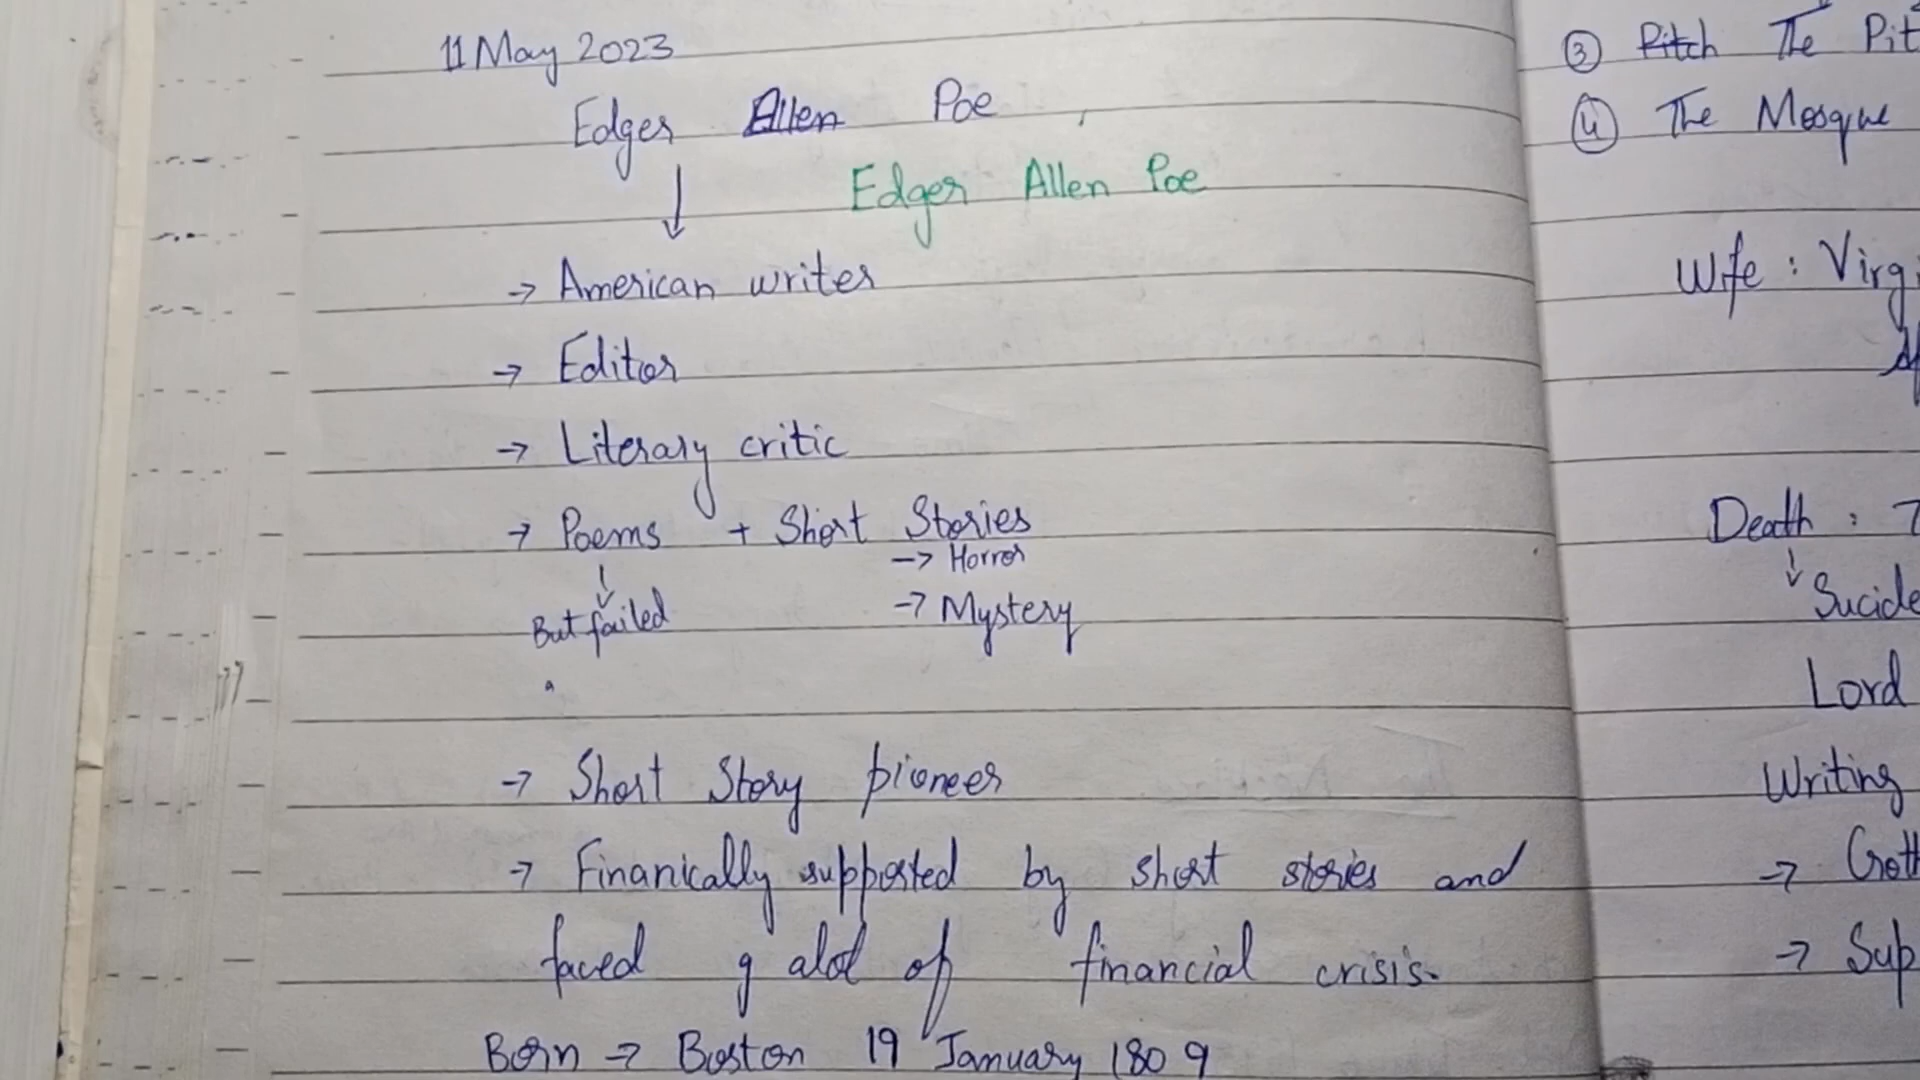 11 May 2023
Edger Allen Poe
Edger Allen Poe
→ American writer
→ Editor
→ Literary critic
→ Poems + Short Stories
→ Horror
But failed
→ Mystery
→ Short Story pioneer
→ Finanically supported by short stories and
faced g alot of financial crisis.
Born → Boston 19 January 1809
③ Pitch The Pit
④ The Mosque
Wife : Virgi
Death :
Sucide
Lord
Writing
→ Goth
→ Sup